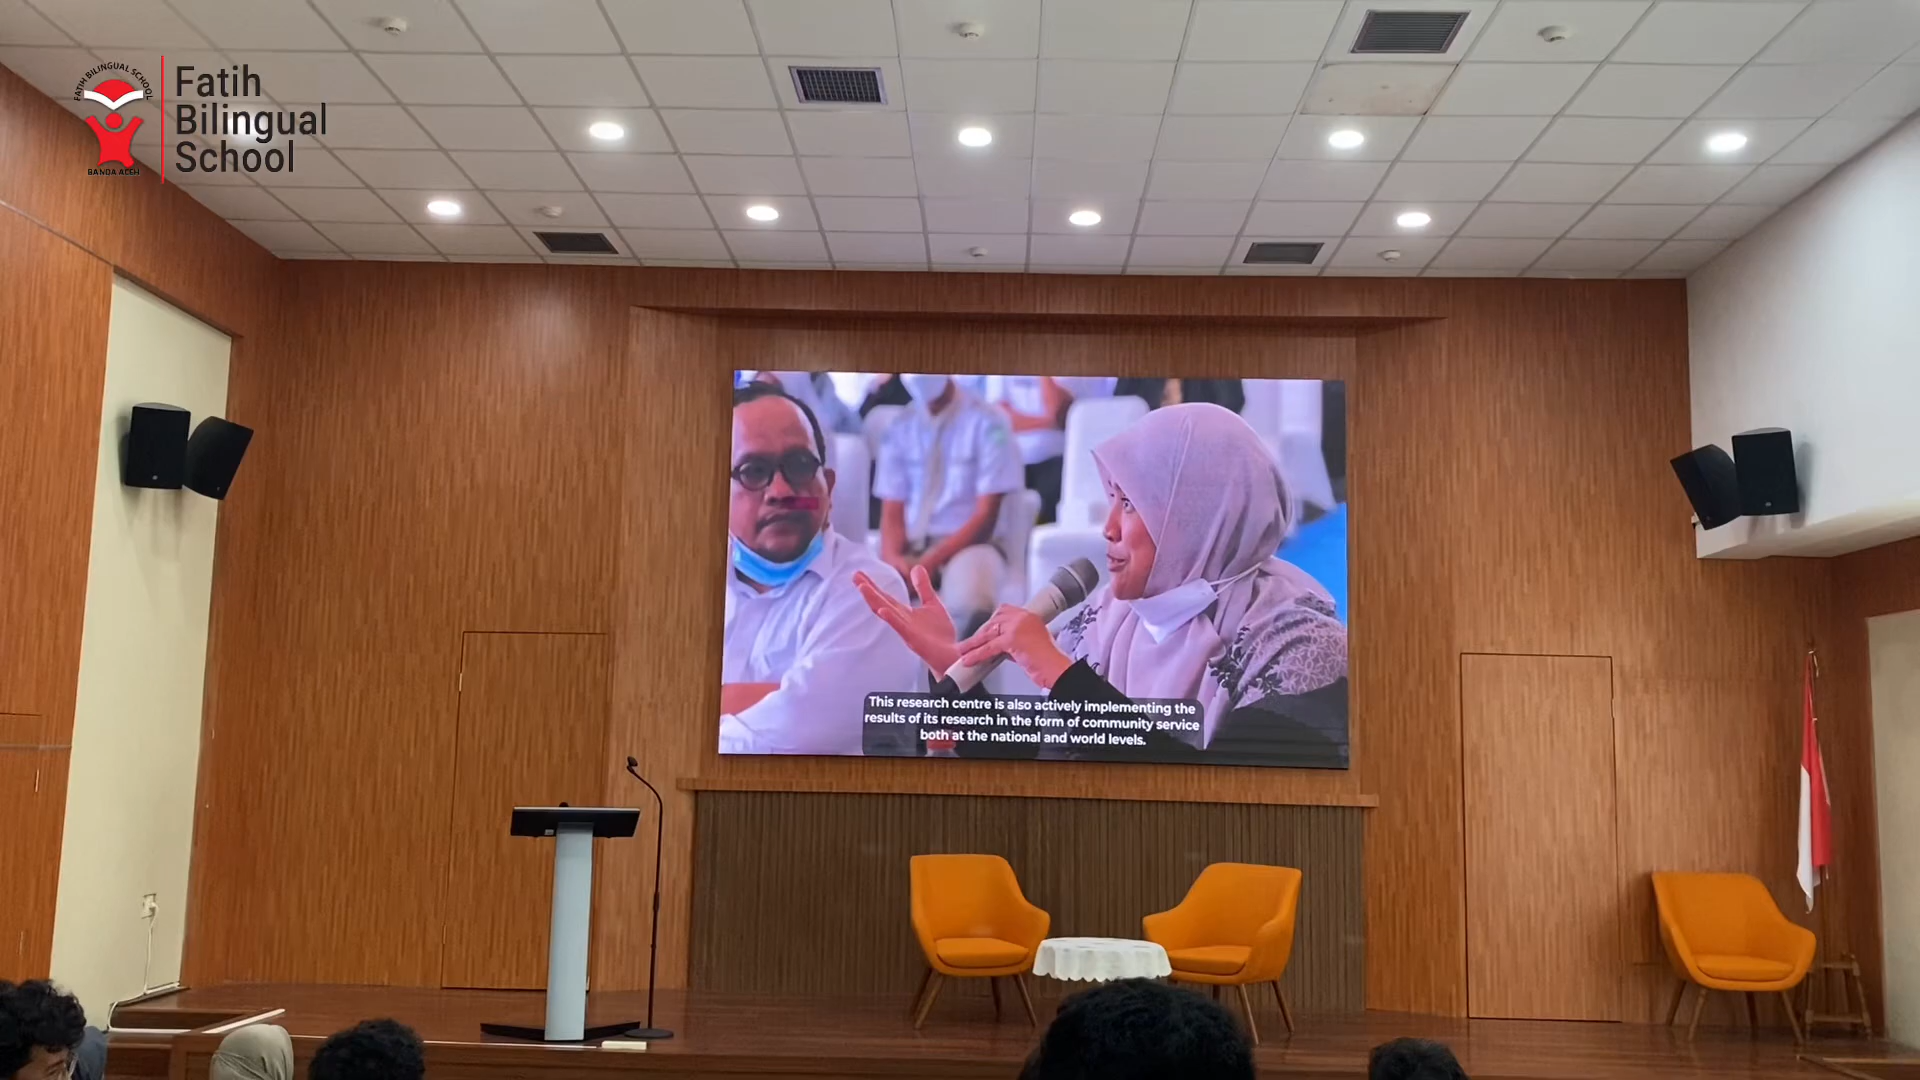 FATIH BILINGUAL SCHOOL
BANDA ACEH
Fatih
Bilingual
School
This research centre is also actively implementing the
results of its research in the form of community service
both at the national and world levels.